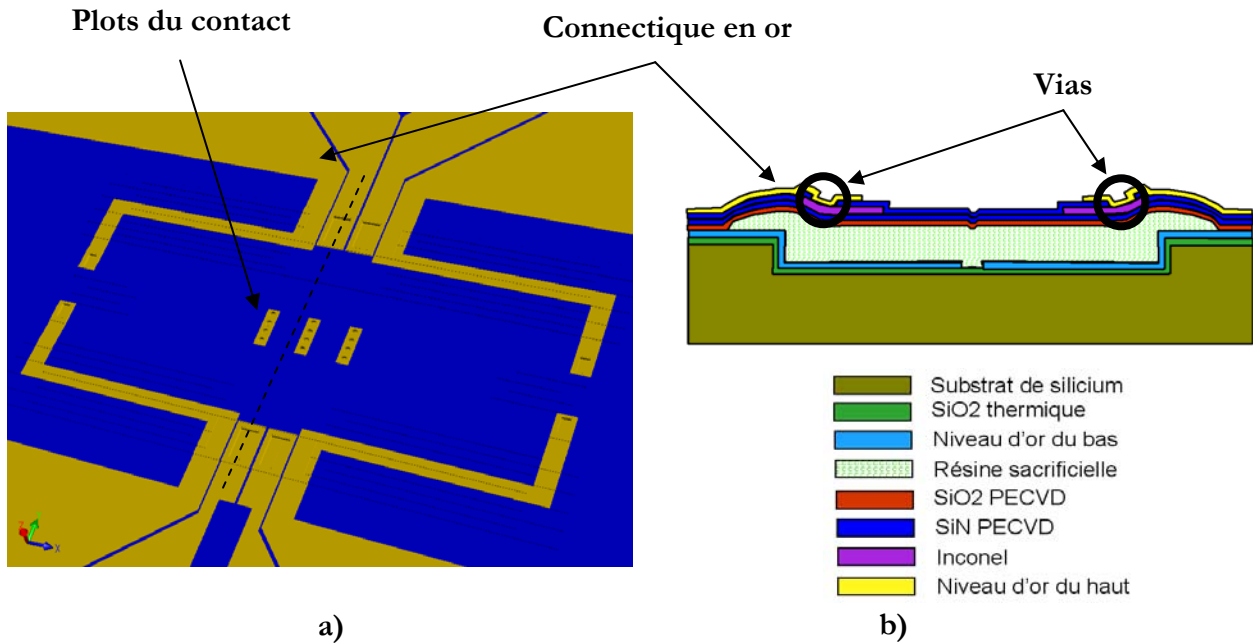 Plots du contact
Connectique en or
Vias
Z
Y
X
Substrat de silicium
SiO2 thermique
Niveau d'or du bas
Résine sacrificielle
SiO2 PECVD
SiN PECVD
Inconel
Niveau d'or du haut
a)
b)